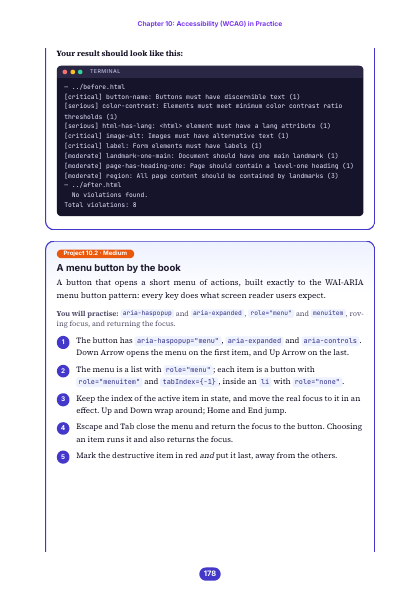 Chapter 10: Accessibility (WCAG) in Practice
Your result should look like this:
TERMINAL
— ../before.html
[critical] button-name: Buttons must have discernible text (1)
[serious] color-contrast: Elements must meet minimum color contrast ratio
thresholds (1)
[serious] html-has-lang: <html> element must have a lang attribute (1)
[critical] image-alt: Images must have alternative text (1)
[critical] label: Form elements must have labels (1)
[moderate] landmark-one-main: Document should have one main landmark (1)
[moderate] page-has-heading-one: Page should contain a level-one heading (1)
[moderate] region: All page content should be contained by landmarks (3)
— ../after.html
No violations found.
Total violations: 8
Project 10.2 · Medium
A menu button by the book
A button that opens a short menu of actions, built exactly to the WAI-ARIA
menu button pattern: every key does what screen reader users expect.
You will practise: aria-haspopup and aria-expanded, role="menu" and menuitem, rov-
ing focus, and returning the focus.
1 The button has aria-haspopup="menu", aria-expanded and aria-controls.
Down Arrow opens the menu on the first item, and Up Arrow on the last.
2 The menu is a list with role="menu"; each item is a button with
role="menuitem" and tabIndex={-1}, inside an li with role="none".
3 Keep the index of the active item in state, and move the real focus to it in an
effect. Up and Down wrap around; Home and End jump.
4 Escape and Tab close the menu and return the focus to the button. Choosing
an item runs it and also returns the focus.
5 Mark the destructive item in red and put it last, away from the others.
178